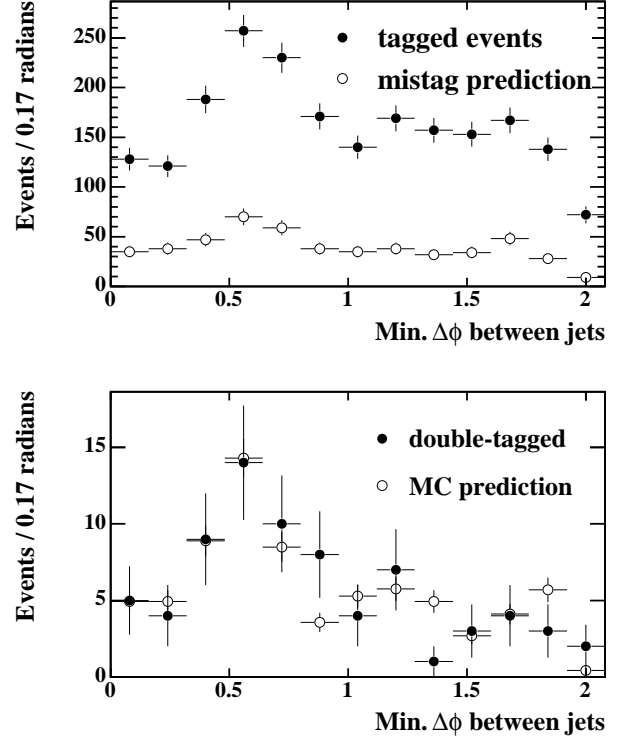 Events / 0.17 radians
250
200
150
100
50
0
tagged events
mistag prediction
0 0.5 1 1.5 2
Min. Δϕ between jets
Events / 0.17 radians
15
10
5
0
double-tagged
MC prediction
0 0.5 1 1.5 2
Min. Δϕ between jets